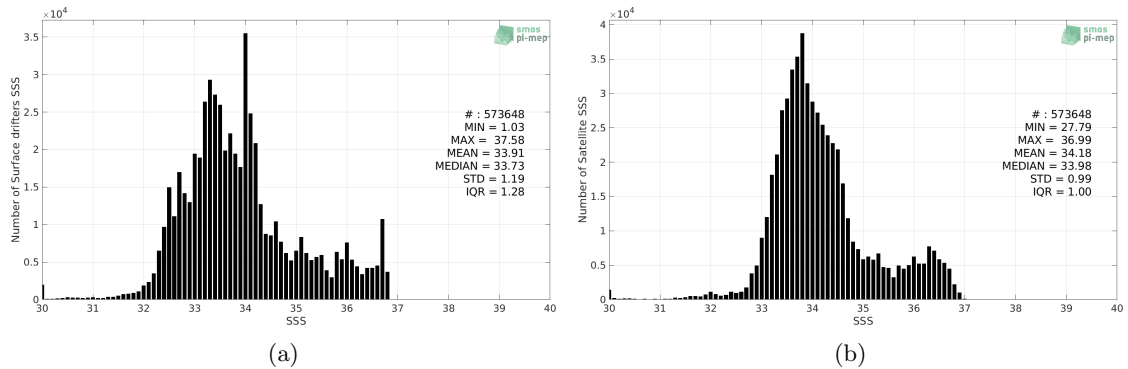 ×10⁴
3.5
3
2.5
2
1.5
1
0.5
0
Number of Surface drifters SSS
smos
pi-mep
# : 573648
MIN = 1.03
MAX = 37.58
MEAN = 33.91
MEDIAN = 33.73
STD = 1.19
IQR = 1.28
30 31 32 33 34 35 36 37 38 39 40
SSS
(a)
×10⁴
4
3.5
3
2.5
2
1.5
1
0.5
0
Number of Satellite SSS
smos
pi-mep
# : 573648
MIN = 27.79
MAX = 36.99
MEAN = 34.18
MEDIAN = 33.98
STD = 0.99
IQR = 1.00
30 31 32 33 34 35 36 37 38 39 40
SSS
(b)